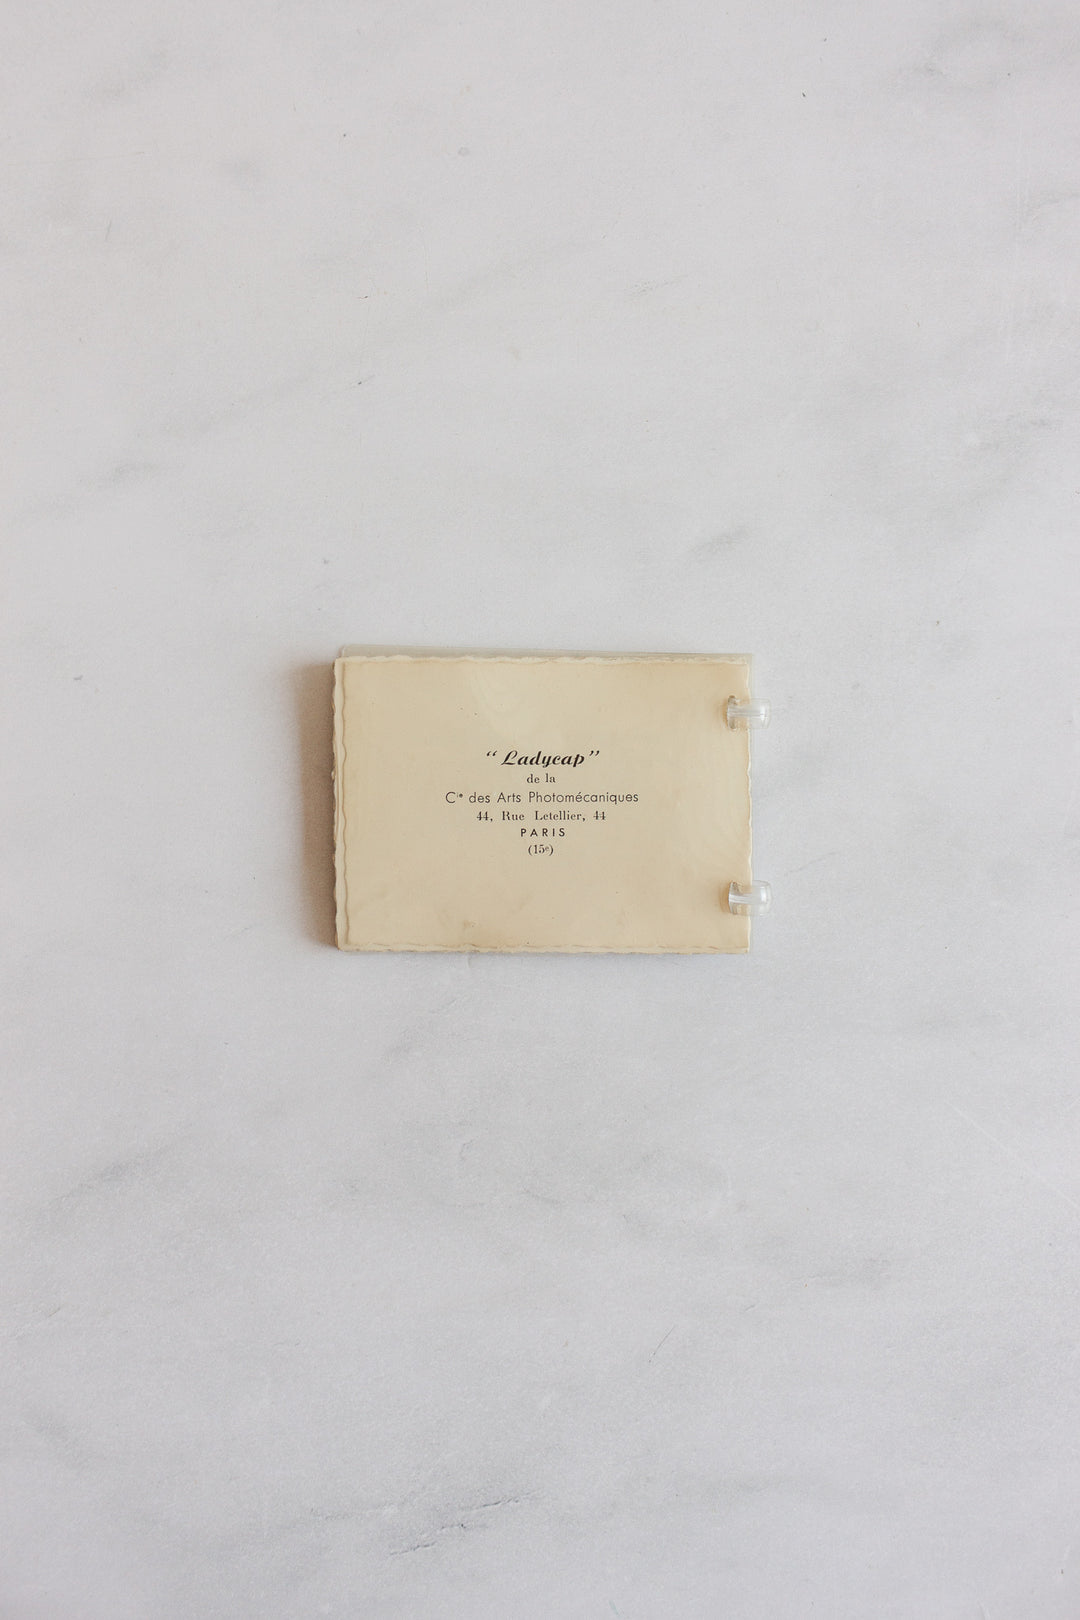 “Ladycap”
de la
Cie des Arts Photomécaniques
44, Rue Letellier, 44
PARIS
(15e)